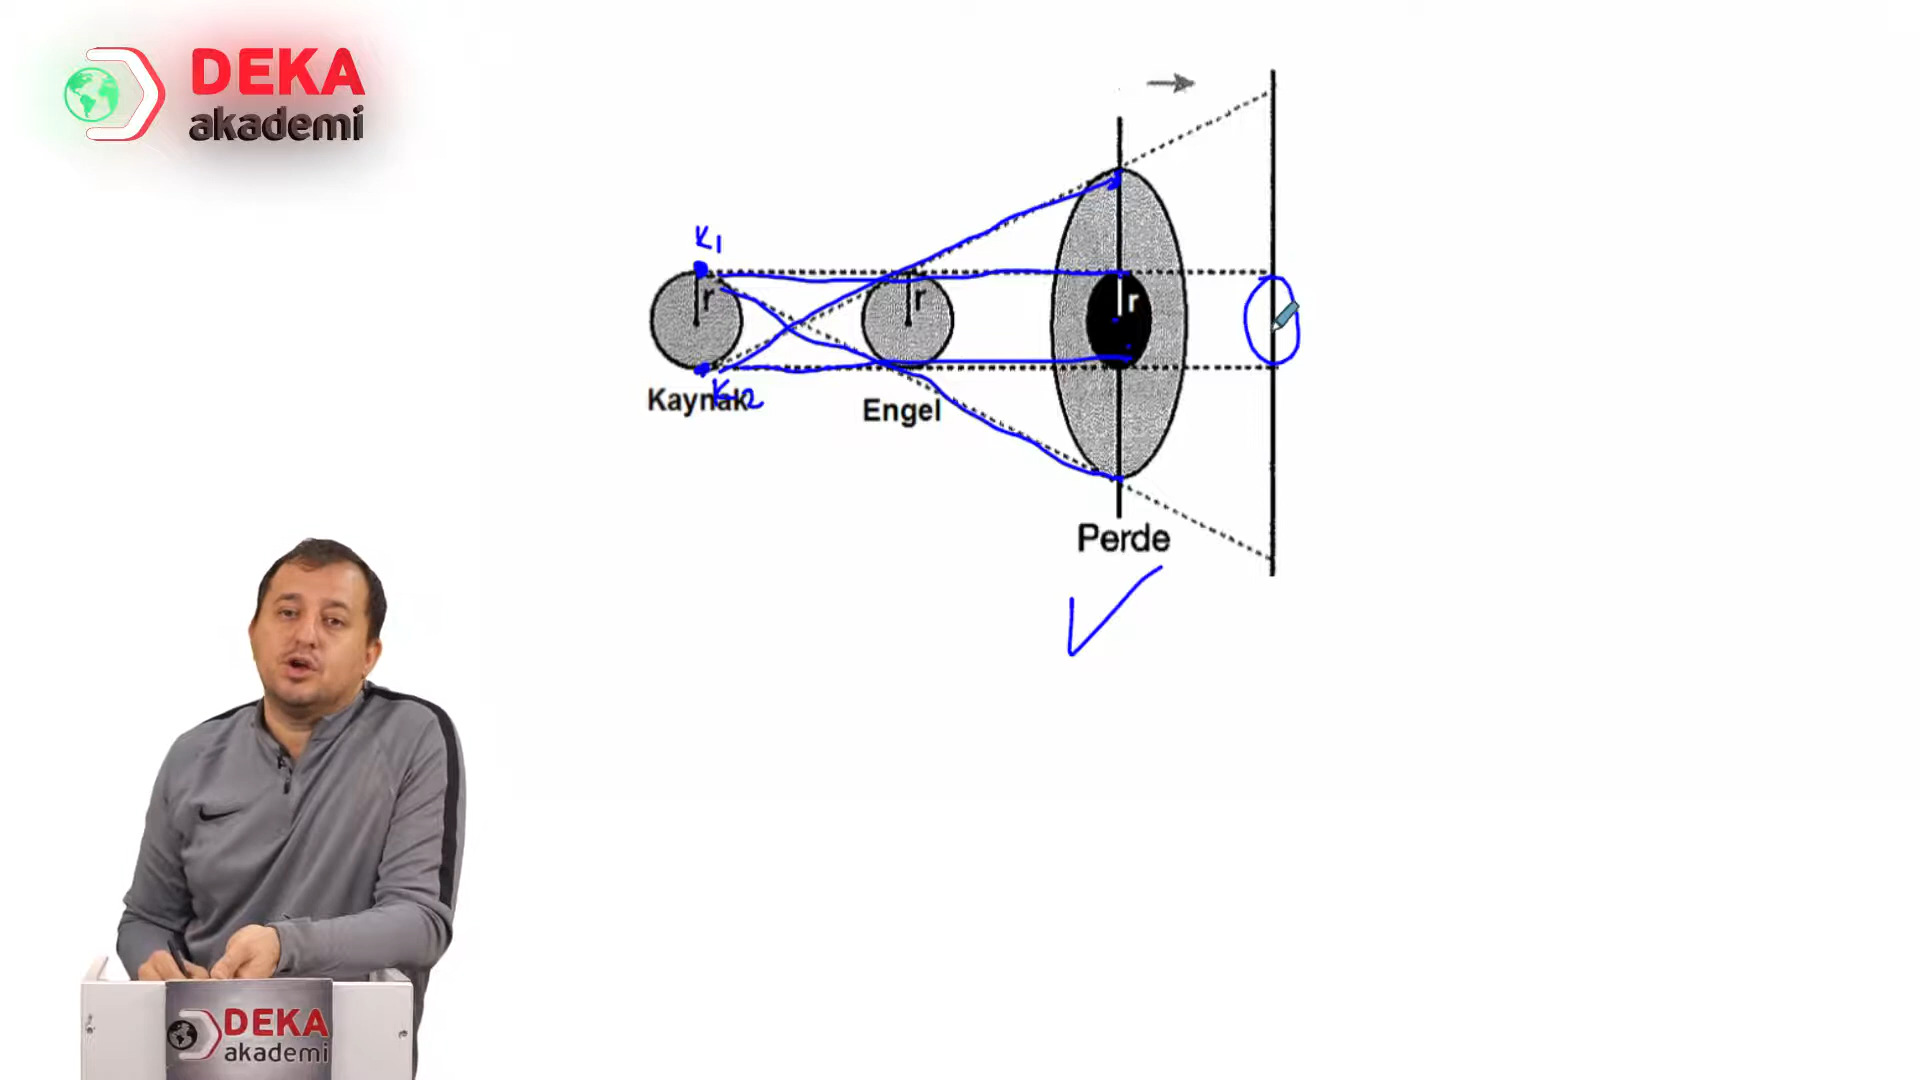 DEKA
akademi
K1
r
r
r
Kaynak
K2
Engel
Perde
DEKA
akademi